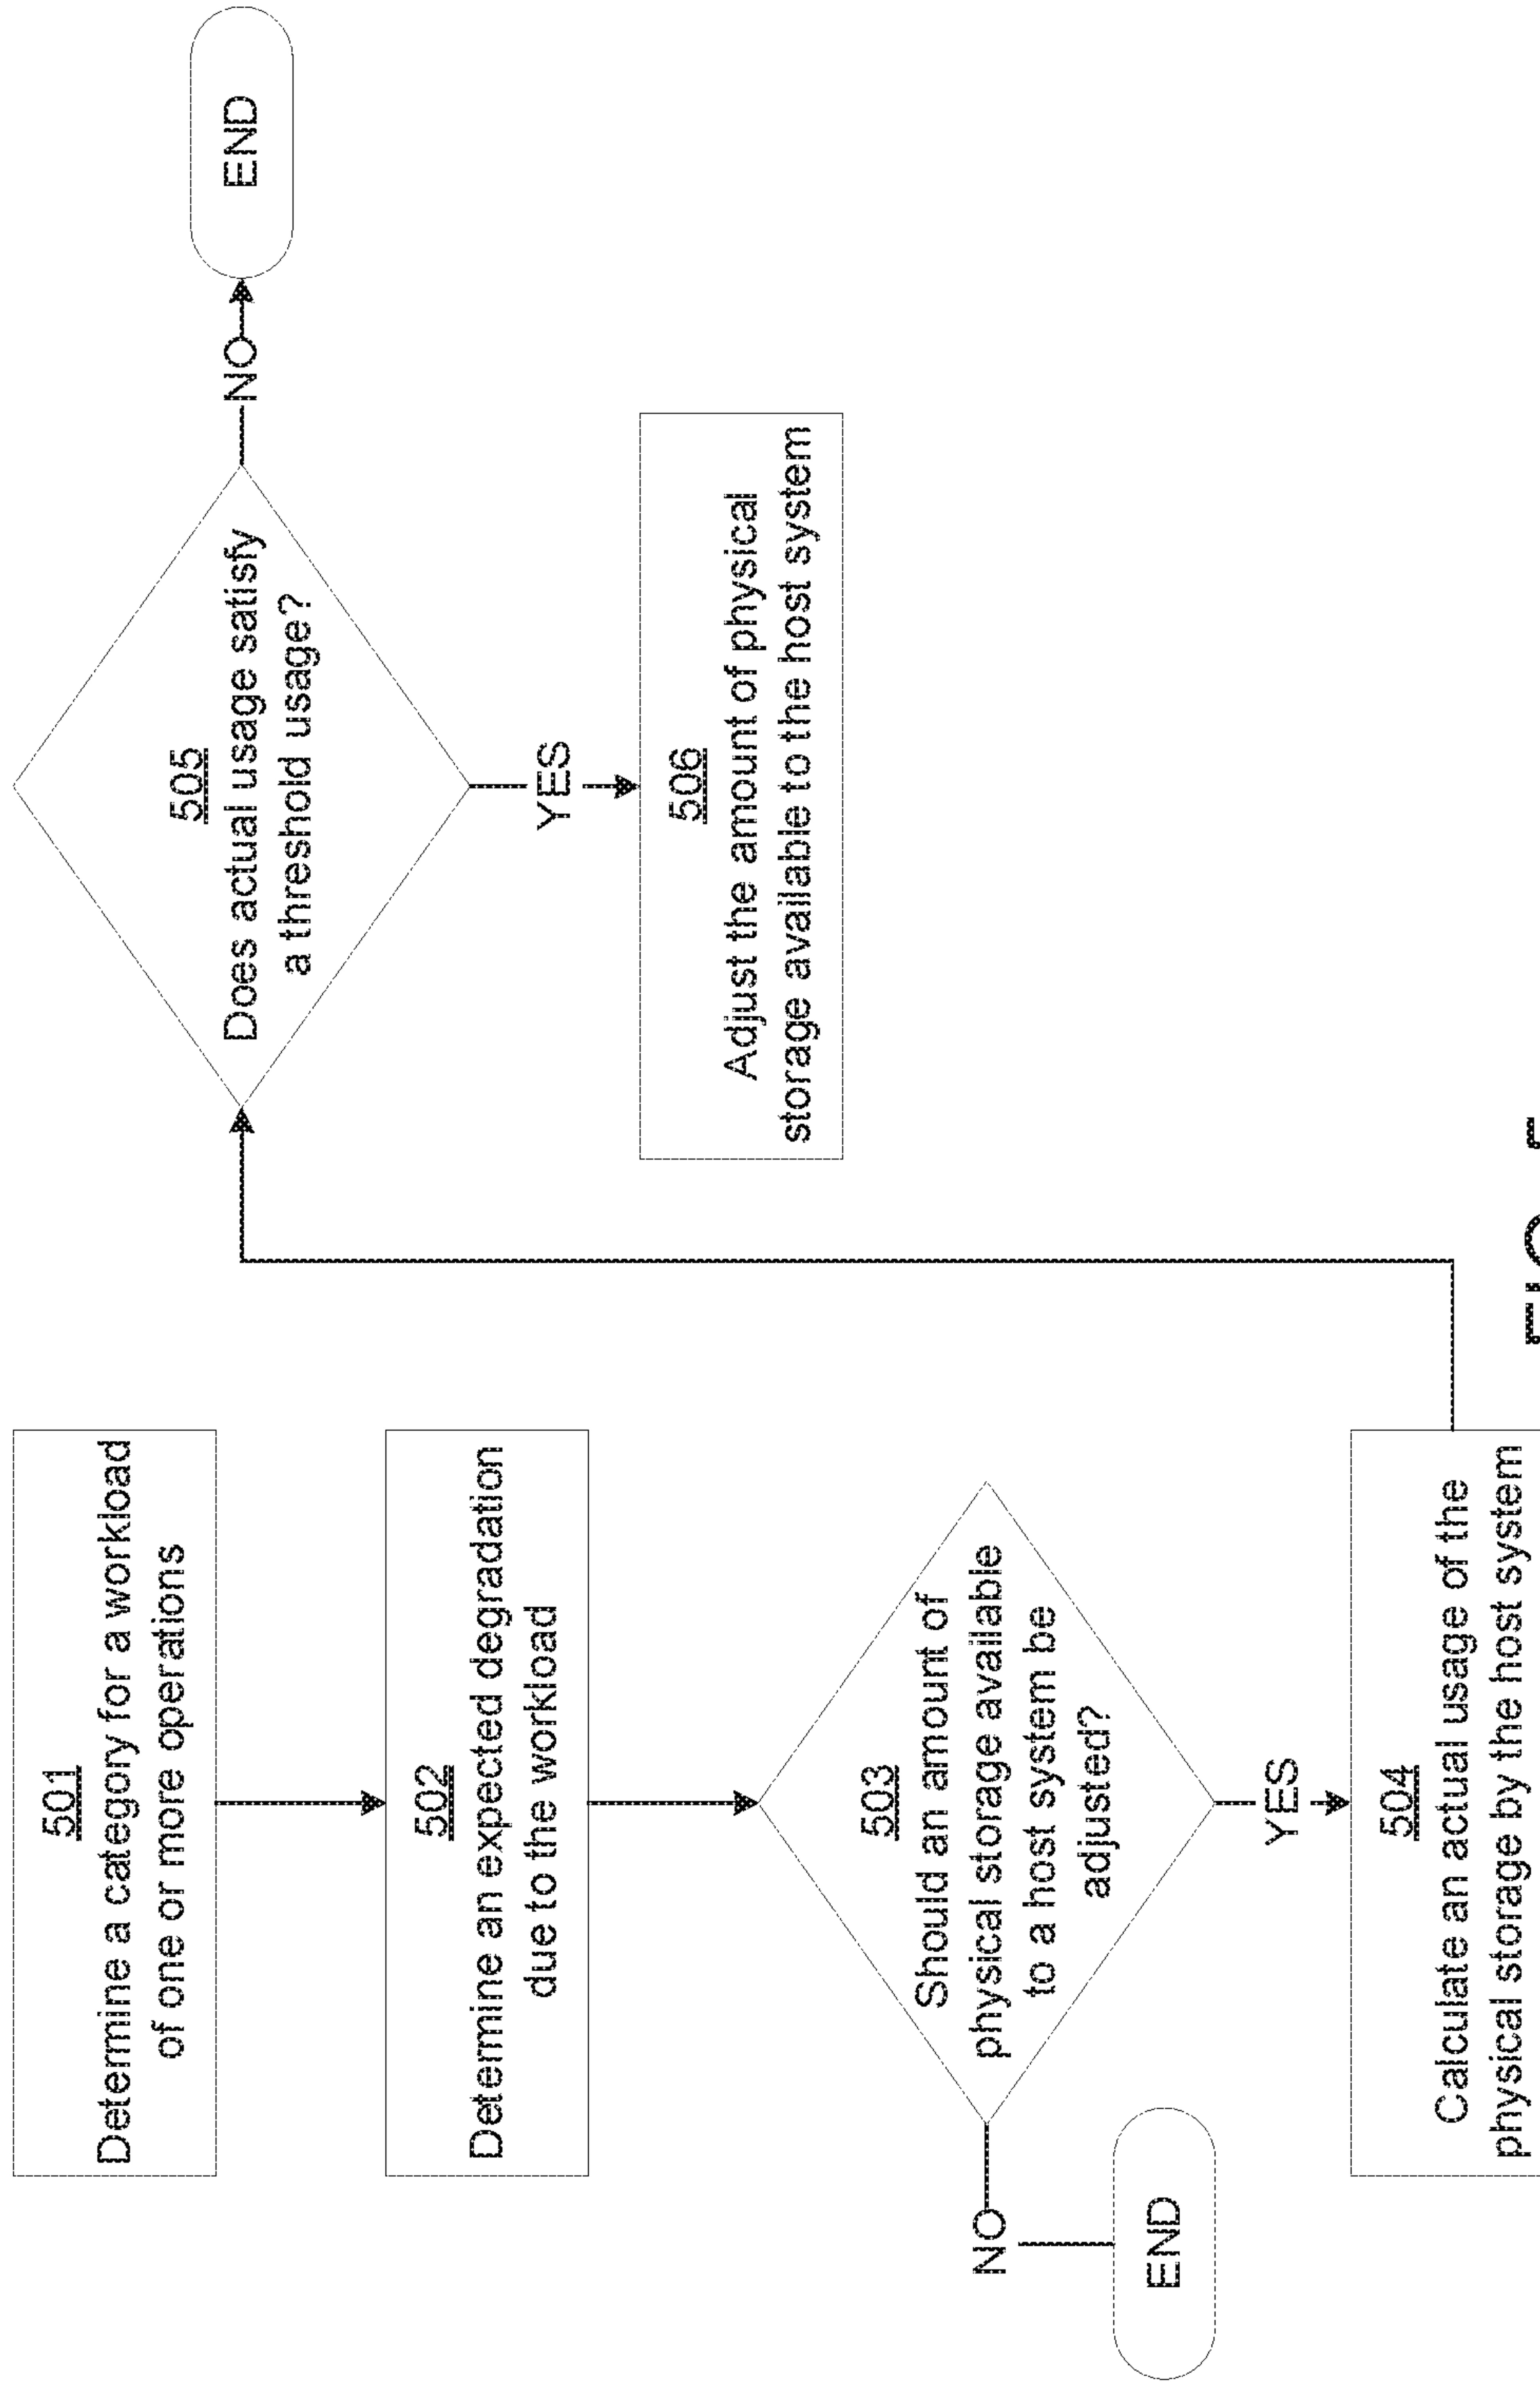 501
Determine a category for a workload
of one or more operations
502
Determine an expected degradation
due to the workload
503
Should an amount of
physical storage available
to a host system be
adjusted?
NO
END
YES
504
Calculate an actual usage of the
physical storage by the host system
505
Does actual usage satisfy
a threshold usage?
NO
END
YES
506
Adjust the amount of physical
storage available to the host system